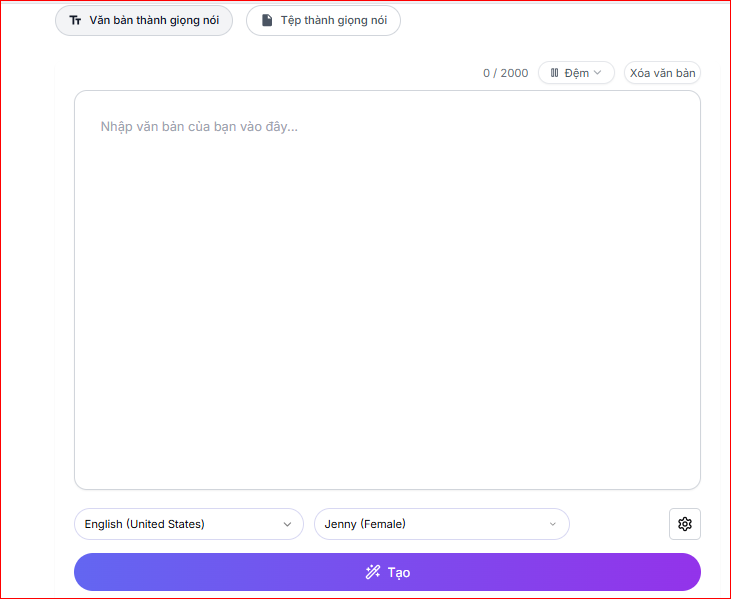 Tт Văn bản thành giọng nói
Tệp thành giọng nói
0 / 2000
Đệm
Xóa văn bản
Nhập văn bản của bạn vào đây...
English (United States)
Jenny (Female)
Tạo